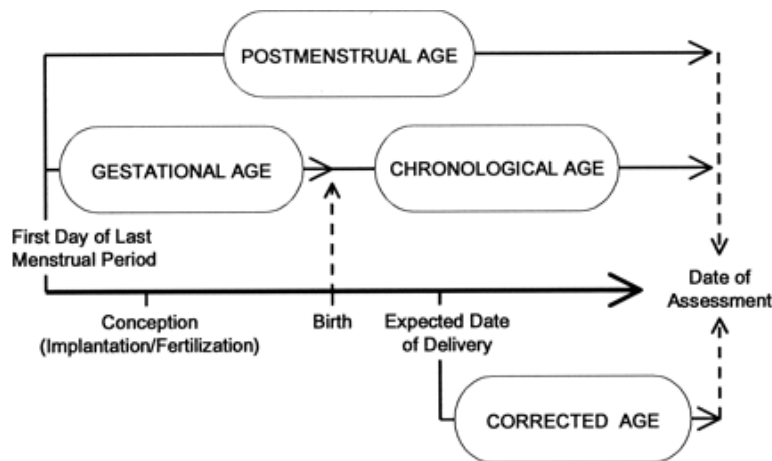 POSTMENSTRUAL AGE
GESTATIONAL AGE
CHRONOLOGICAL AGE
First Day of Last
Menstrual Period
Date of
Assessment
Conception
(Implantation/Fertilization)
Birth
Expected Date
of Delivery
CORRECTED AGE